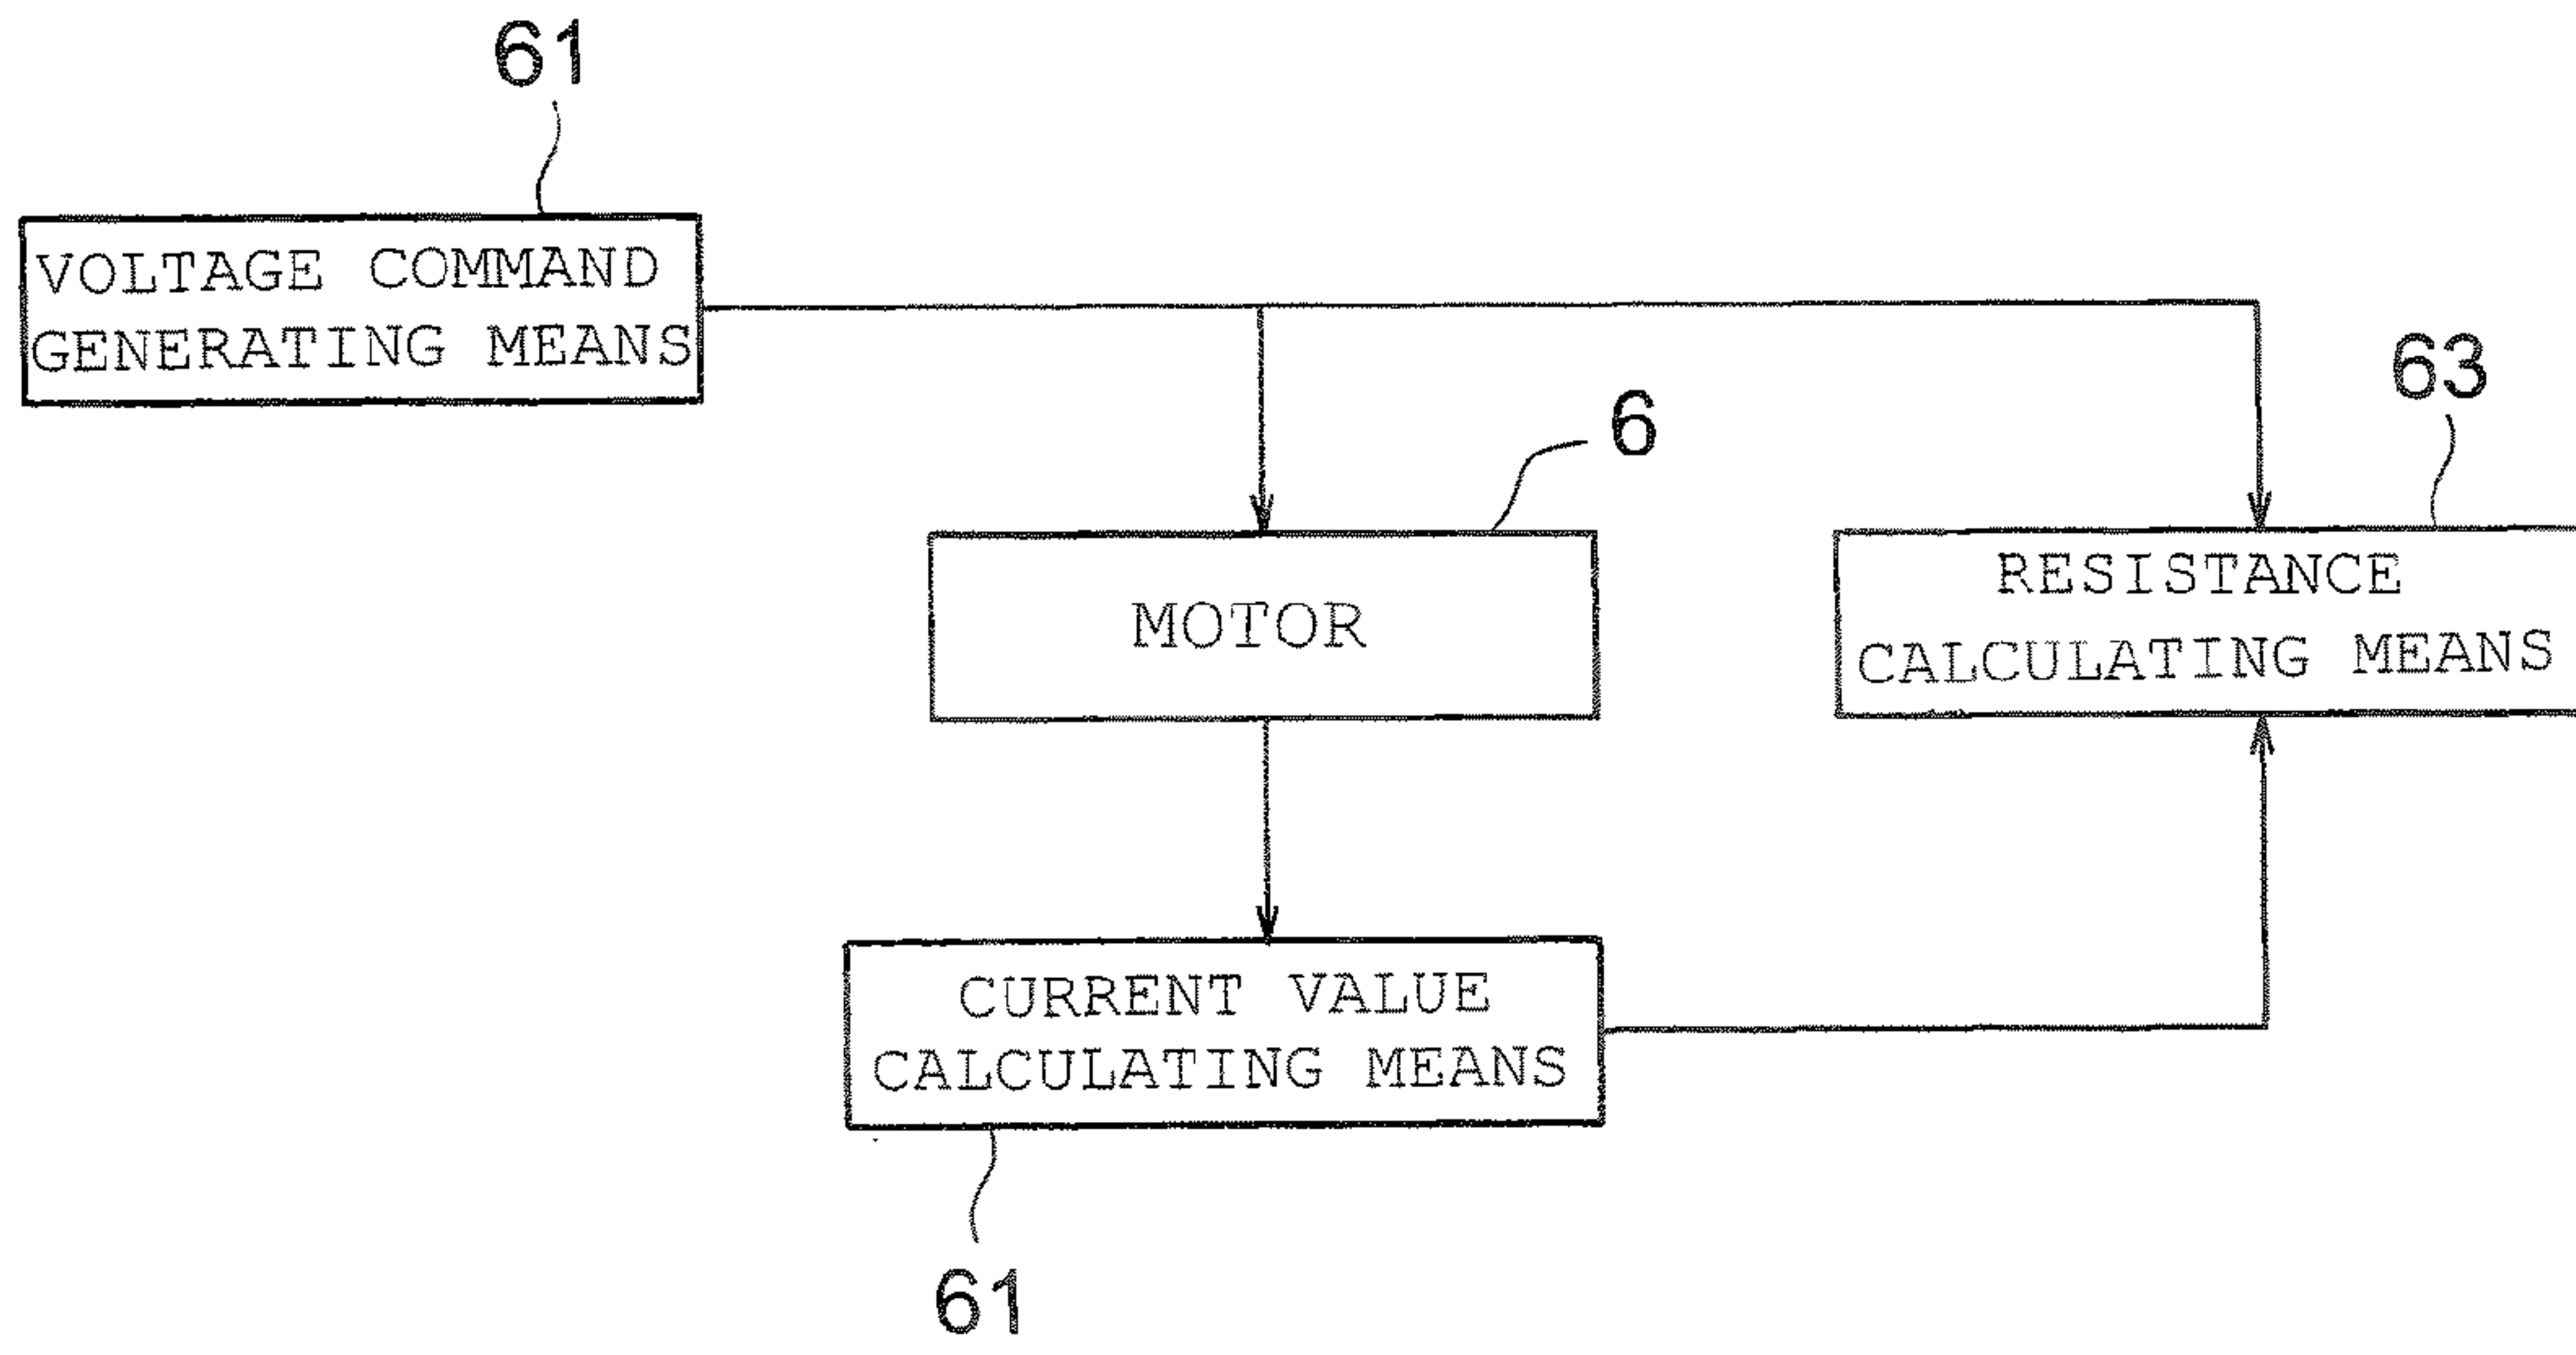 61
VOLTAGE COMMAND
GENERATING MEANS
6
MOTOR
63
RESISTANCE
CALCULATING MEANS
CURRENT VALUE
CALCULATING MEANS
61